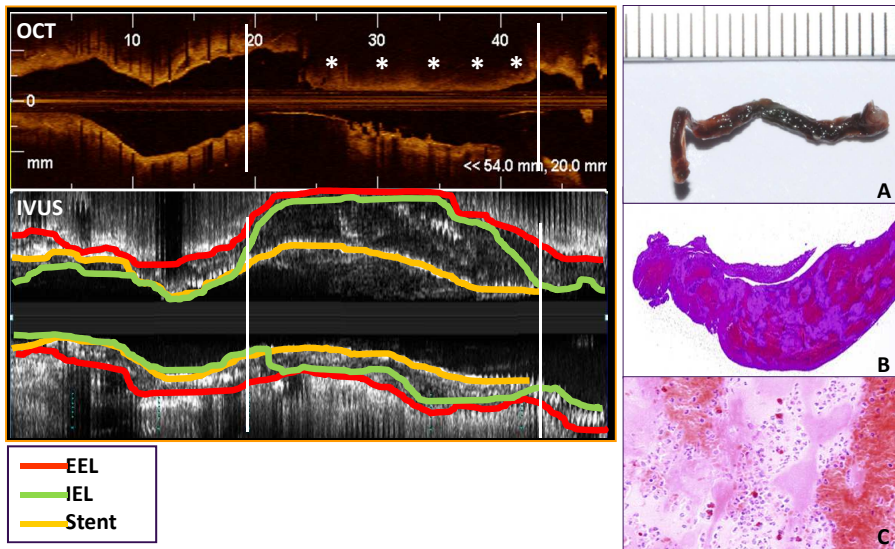 OCT
10 20 30 40
* * * * *
0
mm
<< 54.0 mm, 20.0 mm
IVUS
EEL
IEL
Stent
A
B
C